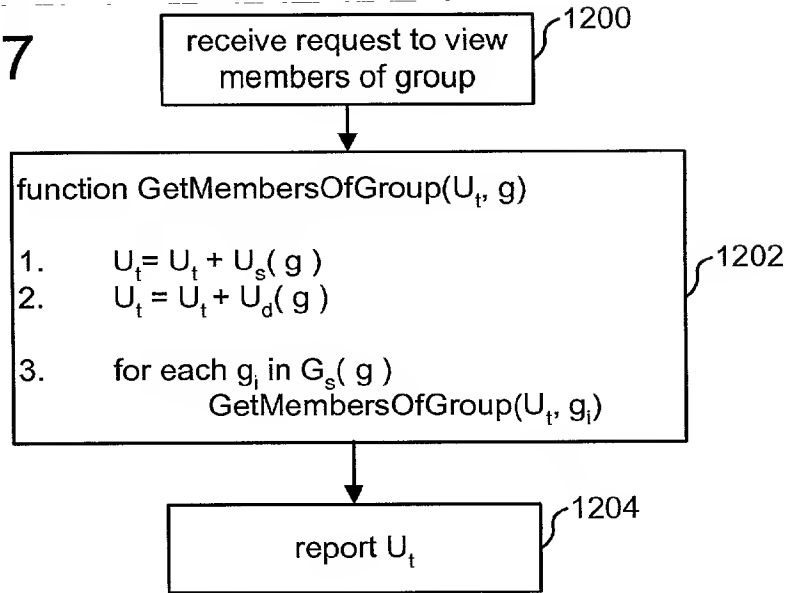 7
receive request to view
members of group
1200
function GetMembersOfGroup(Uₜ, g)
1. Uₜ= Uₜ + Uₛ( g )
2. Uₜ = Uₜ + U_d( g )
1202
3. for each gᵢ in Gₛ( g )
GetMembersOfGroup(Uₜ, gᵢ)
1204
report Uₜ